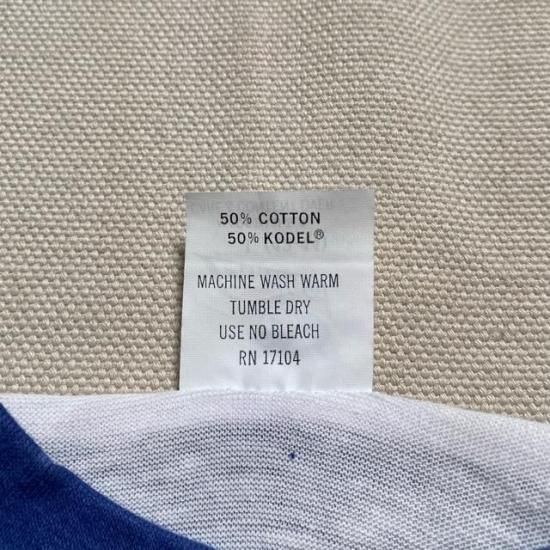 50% COTTON
50% KODEL®
MACHINE WASH WARM
TUMBLE DRY
USE NO BLEACH
RN 17104